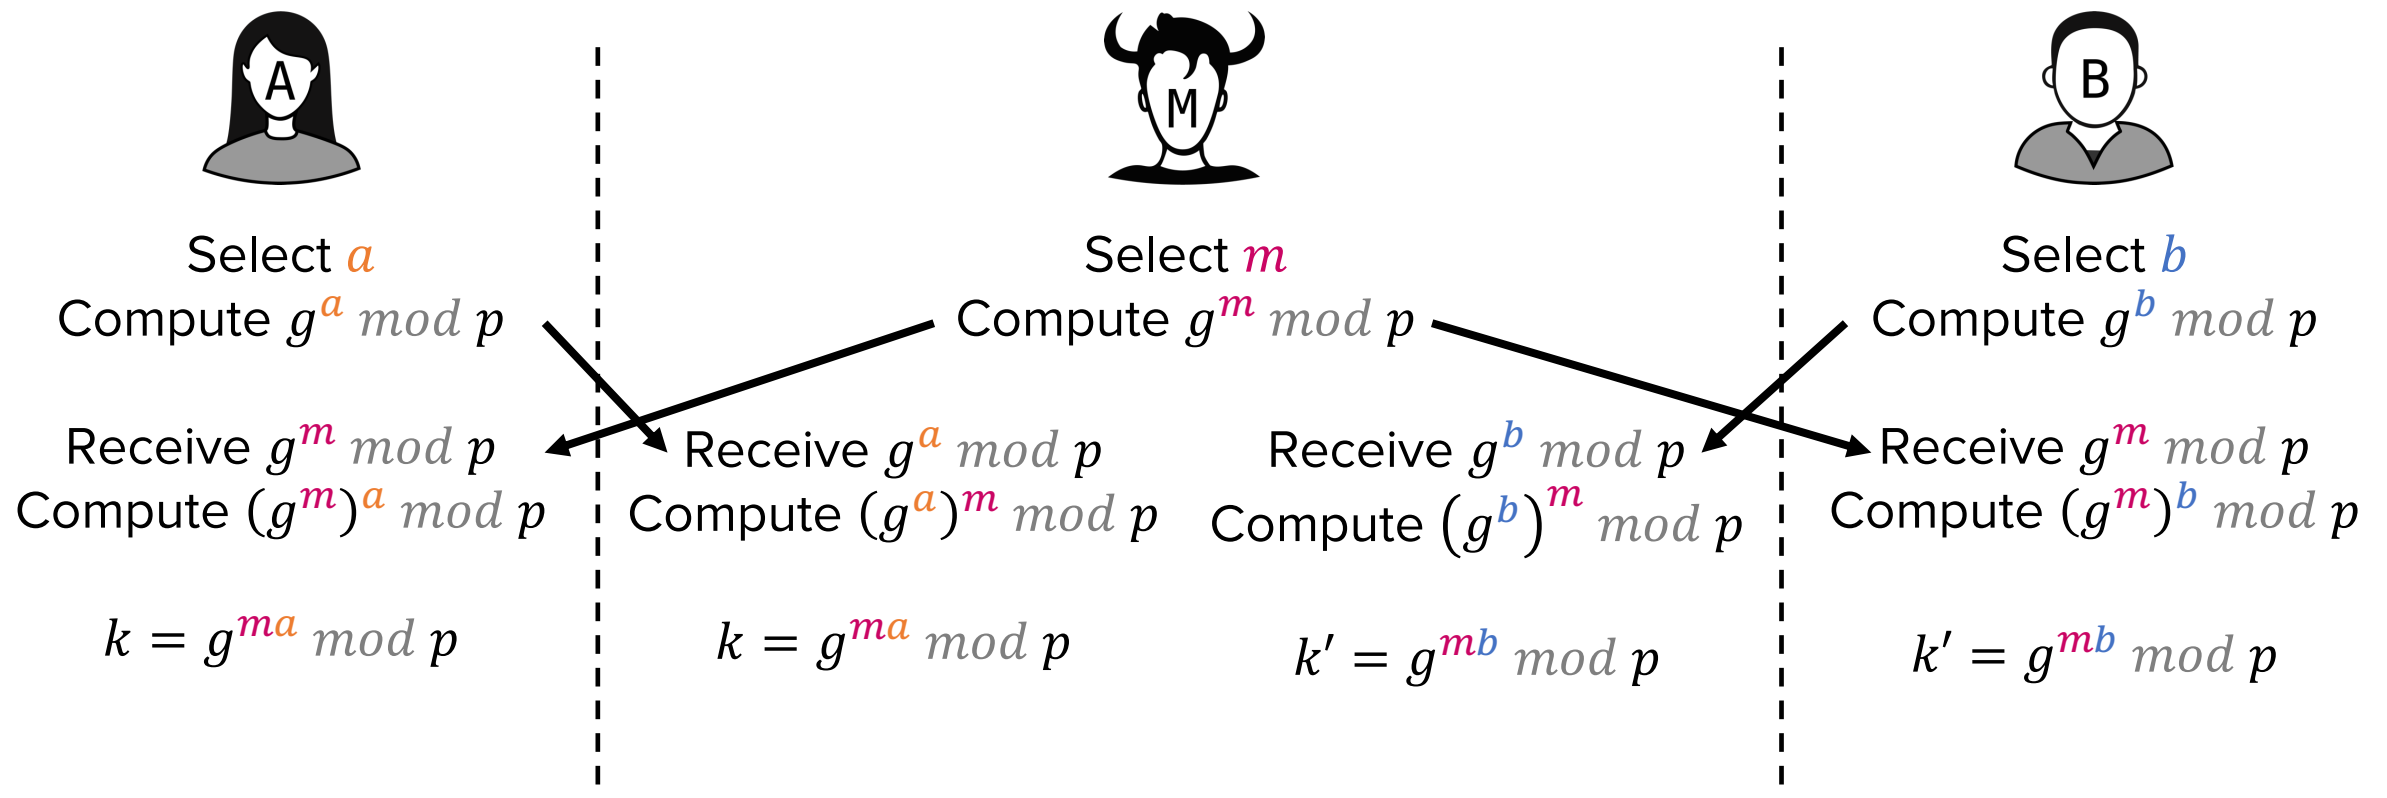 A
M
B
Select a
Compute g^a mod p
Select m
Compute g^m mod p
Select b
Compute g^b mod p
Receive g^m mod p
Compute (g^m)^a mod p
k = g^{ma} mod p
Receive g^a mod p
Compute (g^a)^m mod p
k = g^{ma} mod p
Receive g^b mod p
Compute (g^b)^m mod p
k′ = g^{mb} mod p
Receive g^m mod p
Compute (g^m)^b mod p
k′ = g^{mb} mod p